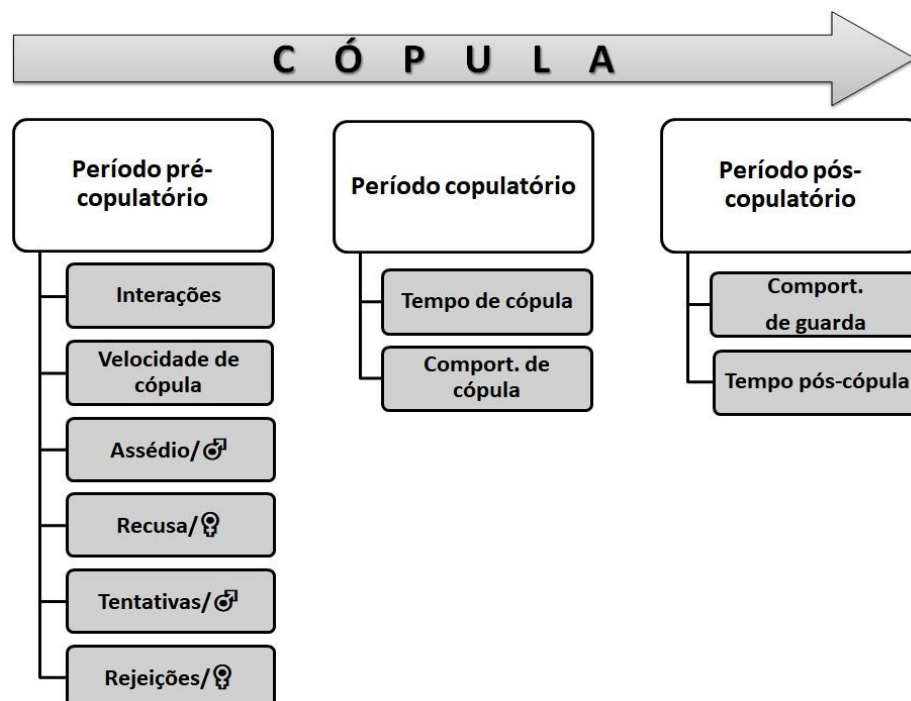 CÓPULA
Período pré-
copulatório
Interações
Velocidade de
cópula
Assédio/♂
Recusa/♀
Tentativas/♂
Rejeições/♀
Período copulatório
Tempo de cópula
Comport. de
cópula
Período pós-
copulatório
Comport.
de guarda
Tempo pós-cópula